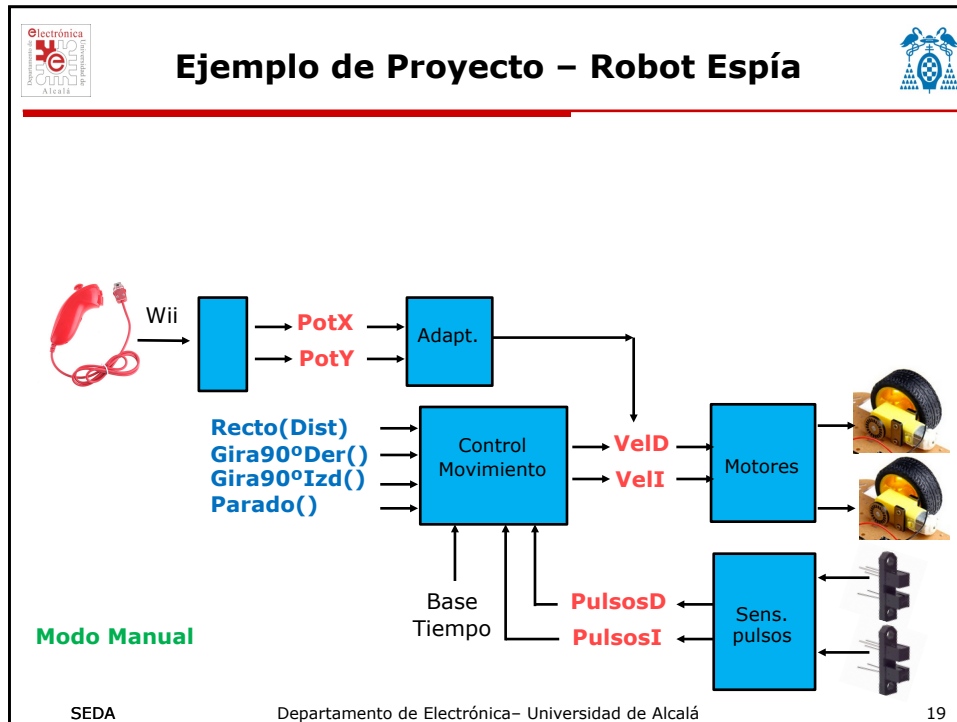 electrónica
Departamento de
Universidad de
Alcalá
Ejemplo de Proyecto – Robot Espía
Wii
PotX
PotY
Adapt.
Recto(Dist)
Gira90ºDer()
Gira90ºIzd()
Parado()
Control
Movimiento
VelD
VelI
Motores
Base
Tiempo
PulsosD
PulsosI
Sens.
pulsos
Modo Manual
SEDA
Departamento de Electrónica– Universidad de Alcalá
19